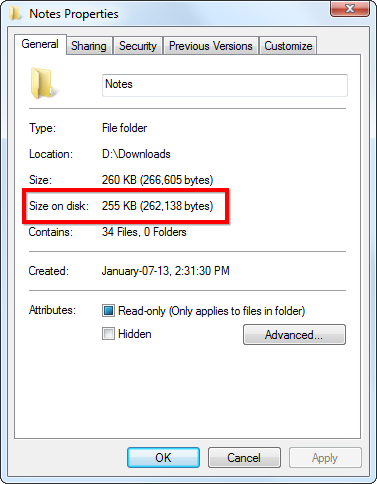 Notes Properties
General Sharing Security Previous Versions Customize
Notes
Type: File folder
Location: D:\Downloads
Size: 260 KB (266,605 bytes)
Size on disk: 255 KB (262,138 bytes)
Contains: 34 Files, 0 Folders
Created: January-07-13, 2:31:30 PM
Attributes: Read-only (Only applies to files in folder)
Hidden Advanced...
OK Cancel Apply